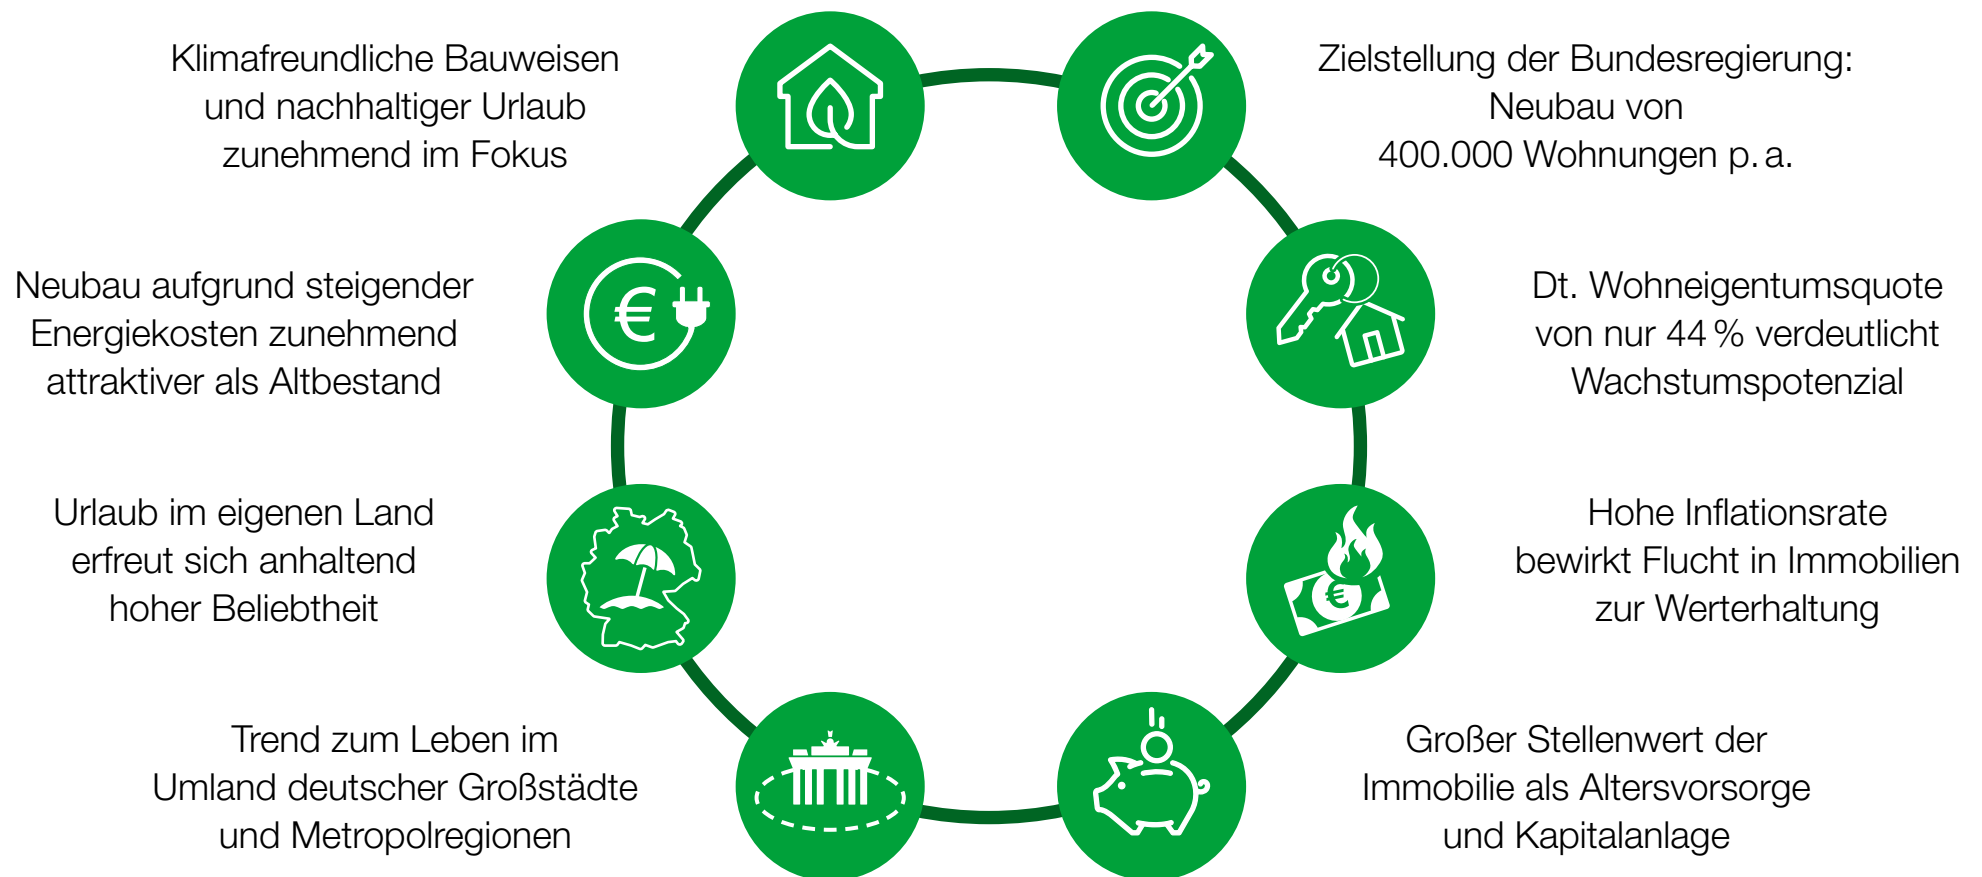 Klimafreundliche Bauweisen
und nachhaltiger Urlaub
zunehmend im Fokus
Zielstellung der Bundesregierung:
Neubau von
400.000 Wohnungen p. a.
Neubau aufgrund steigender
Energiekosten zunehmend
attraktiver als Altbestand
€
Dt. Wohneigentumsquote
von nur 44 % verdeutlicht
Wachstumspotenzial
Urlaub im eigenen Land
erfreut sich anhaltend
hoher Beliebtheit
Hohe Inflationsrate
bewirkt Flucht in Immobilien
zur Werterhaltung
€
Trend zum Leben im
Umland deutscher Großstädte
und Metropolregionen
Großer Stellenwert der
Immobilie als Altersvorsorge
und Kapitalanlage